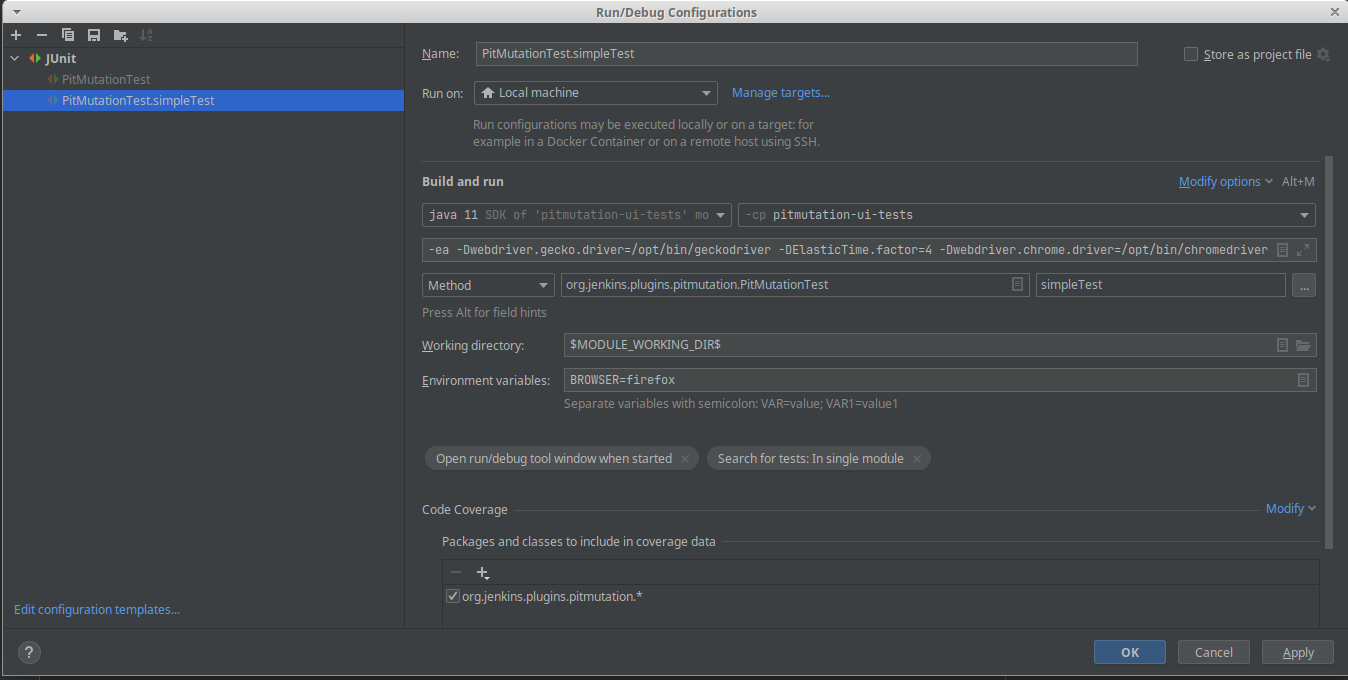 Run/Debug Configurations
JUnit
PitMutationTest
PitMutationTest.simpleTest
Edit configuration templates...
Name: PitMutationTest.simpleTest Store as project file
Run on: Local machine Manage targets...
Run configurations may be executed locally or on a target: for
example in a Docker Container or on a remote host using SSH.
Build and run Modify options Alt+M
java 11 SDK of 'pitmutation-ui-tests' mo -cp pitmutation-ui-tests
-ea -Dwebdriver.gecko.driver=/opt/bin/geckodriver -DElasticTime.factor=4 -Dwebdriver.chrome.driver=/opt/bin/chromedriver
Method org.jenkins.plugins.pitmutation.PitMutationTest simpleTest ...
Press Alt for field hints
Working directory: $MODULE_WORKING_DIR$
Environment variables: BROWSER=firefox
Separate variables with semicolon: VAR=value; VAR1=value1
Open run/debug tool window when started × Search for tests: In single module ×
Code Coverage Modify
Packages and classes to include in coverage data
org.jenkins.plugins.pitmutation.*
? OK Cancel Apply